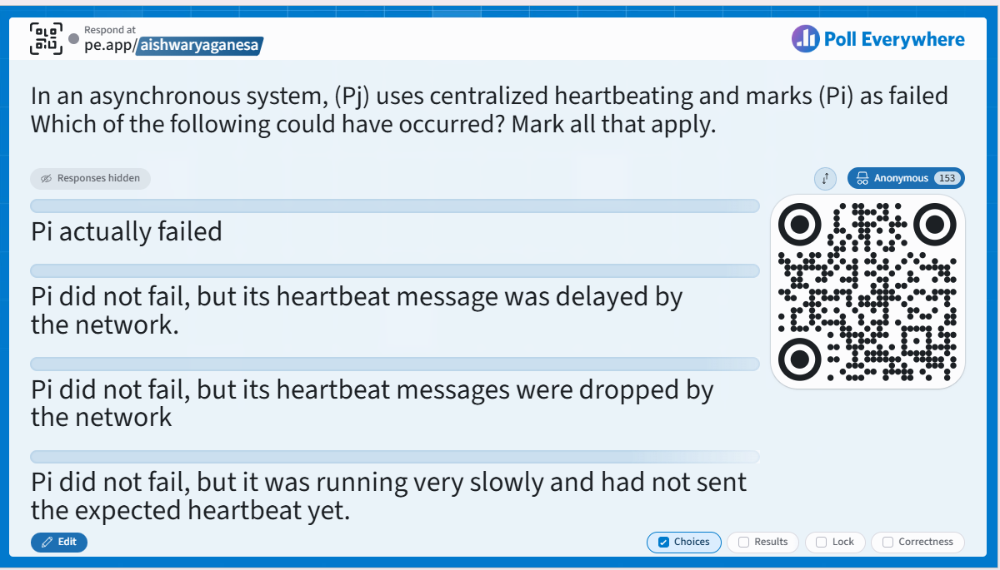 Respond at
pe.app/aishwaryaganesa
Poll Everywhere
In an asynchronous system, (Pj) uses centralized heartbeating and marks (Pi) as failed
Which of the following could have occurred? Mark all that apply.
Responses hidden
Anonymous 153
Pi actually failed
Pi did not fail, but its heartbeat message was delayed by
the network.
Pi did not fail, but its heartbeat messages were dropped by
the network
Pi did not fail, but it was running very slowly and had not sent
the expected heartbeat yet.
Edit
Choices
Results
Lock
Correctness